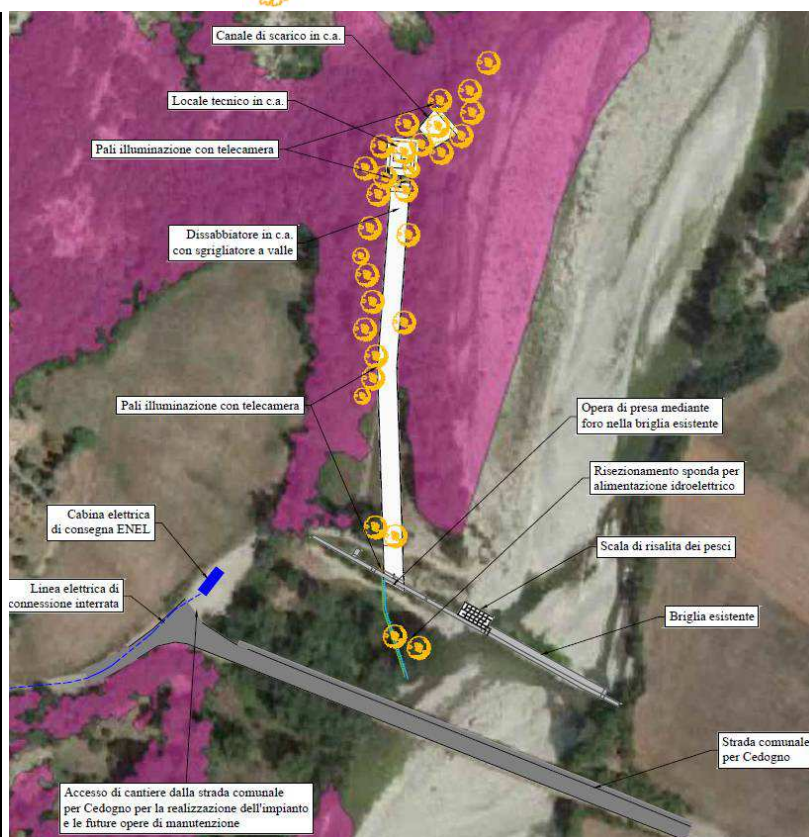 Canale di scarico in c.a.
Locale tecnico in c.a.
Pali illuminazione con telecamera
Dissabbiatore in c.a.
con sgrigliatore a valle
Pali illuminazione con telecamera
Opera di presa mediante
foro nella briglia esistente
Risezionamento sponda per
alimentazione idroelettrico
Cabina elettrica
di consegna ENEL
Scala di risalita dei pesci
Linea elettrica di
connessione interrata
Briglia esistente
Strada comunale
per Cedogno
Accesso di cantiere dalla strada comunale
per Cedogno per la realizzazione dell'impianto
e le future opere di manutenzione